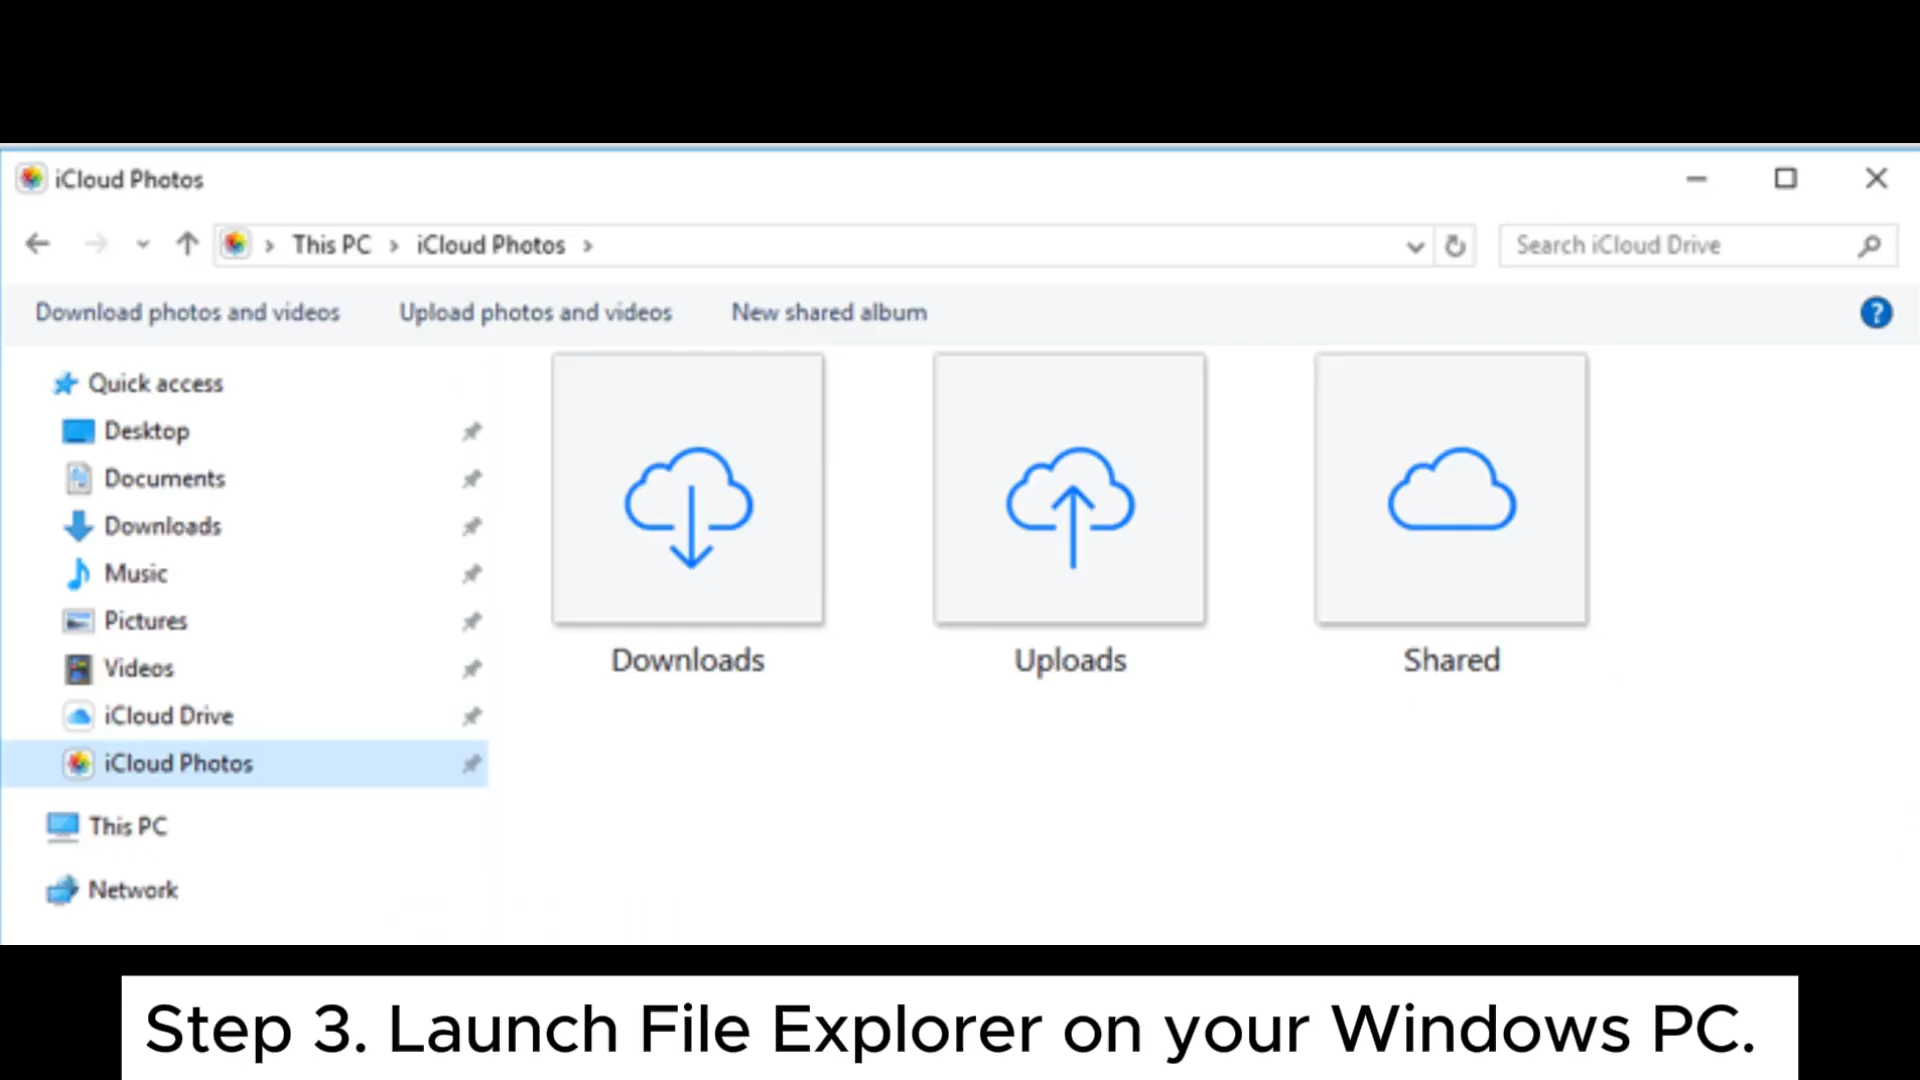 iCloud Photos
This PC
iCloud Photos
Search iCloud Drive
Download photos and videos
Upload photos and videos
New shared album
?
Quick access
Desktop
Documents
Downloads
Music
Pictures
Videos
iCloud Drive
iCloud Photos
This PC
Network
Downloads
Uploads
Shared
Step 3. Launch File Explorer on your Windows PC.